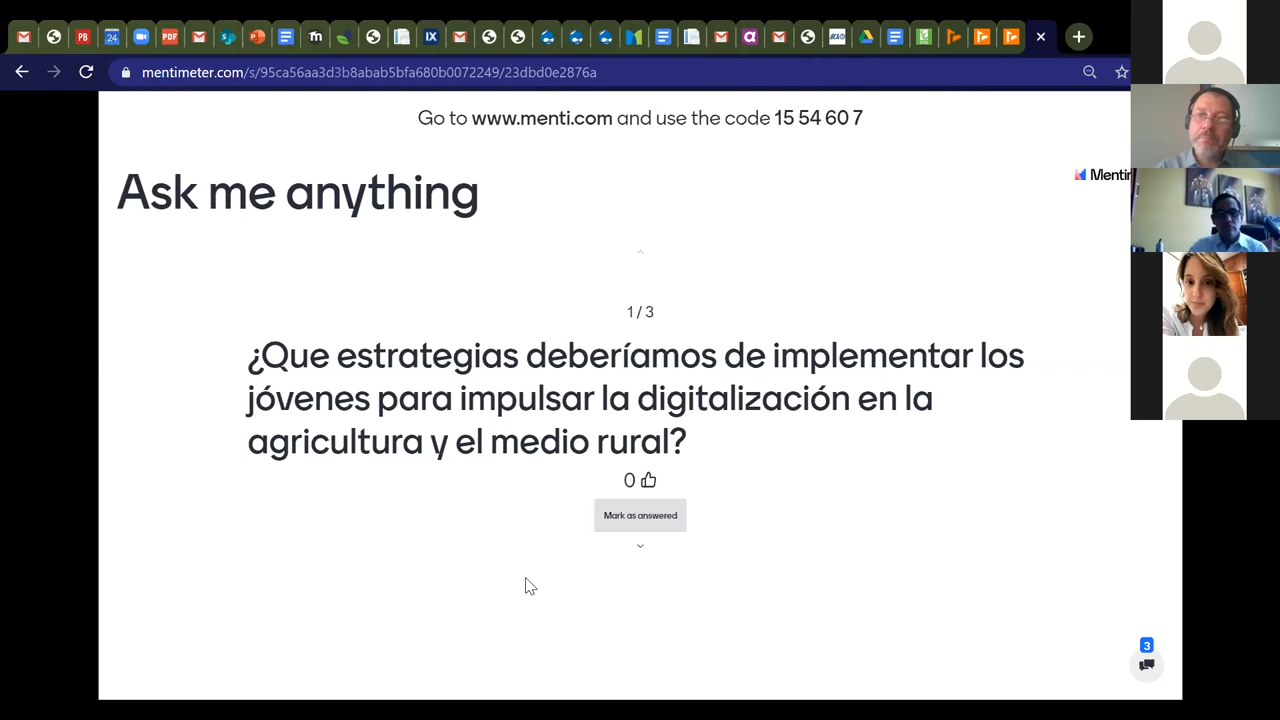 mentimeter.com/s/95ca56aa3d3b8abab5bfa680b0072249/23dbd0e2876a
Go to www.menti.com and use the code 15 54 60 7
Ask me anything
Mentim
1 / 3
¿Que estrategias deberíamos de implementar los
jóvenes para impulsar la digitalización en la
agricultura y el medio rural?
0
Mark as answered
3